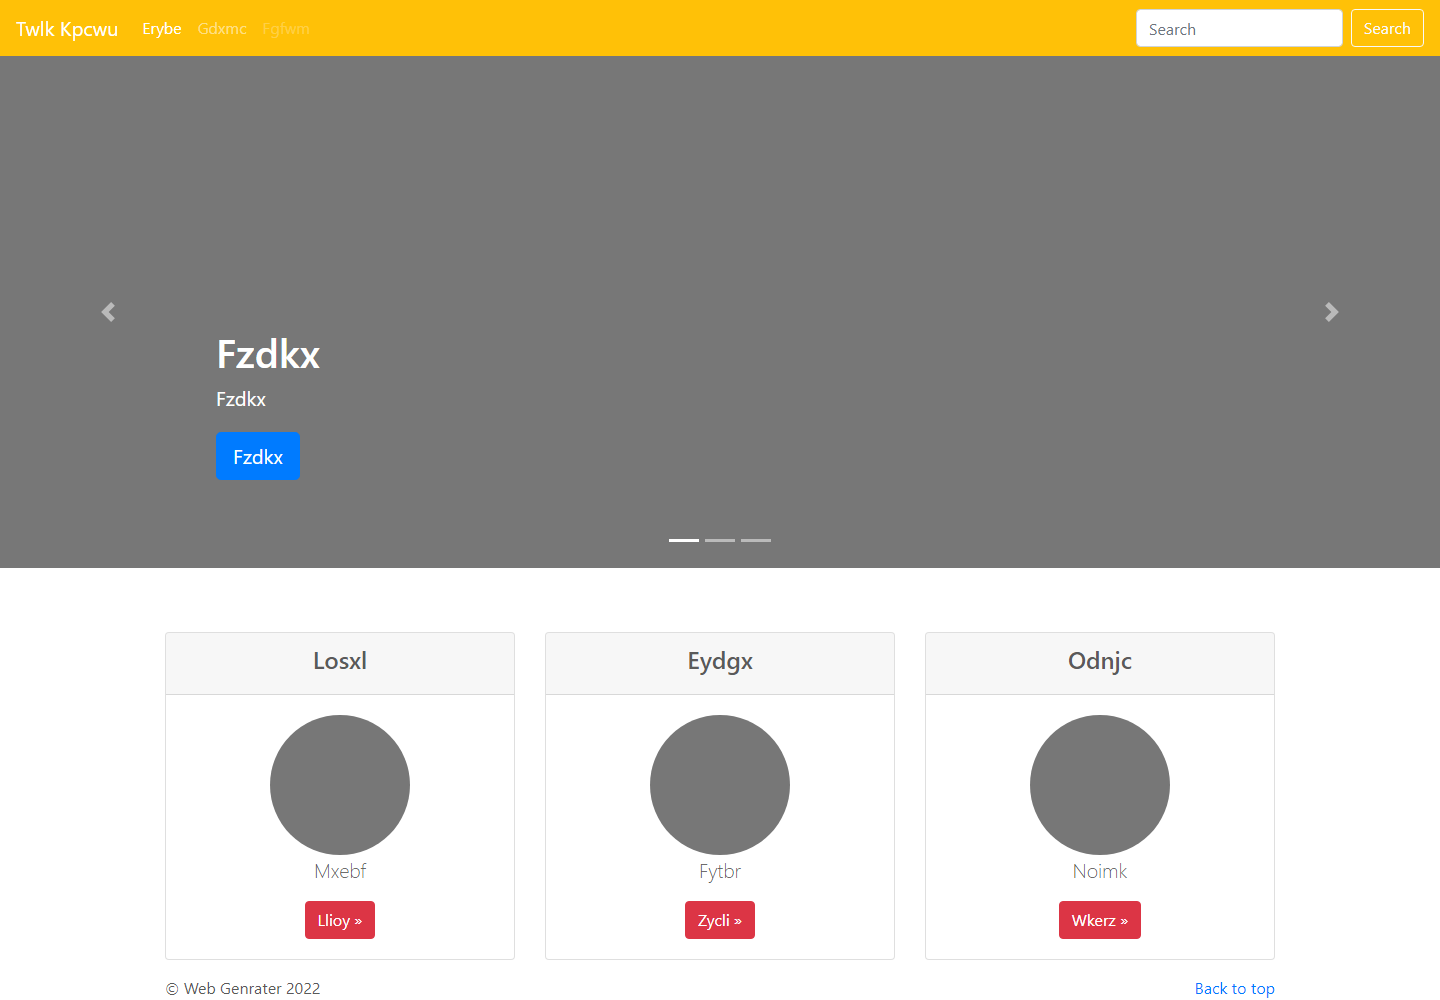 Twlk Kpcwu Erybe Gdxmc Fgfwm Search Search
Fzdkx
Fzdkx
Fzdkx
Losxl Eydgx Odnjc
Mxebf Fytbr Noimk
Llioy » Zycli » Wkerz »
© Web Genrater 2022 Back to top